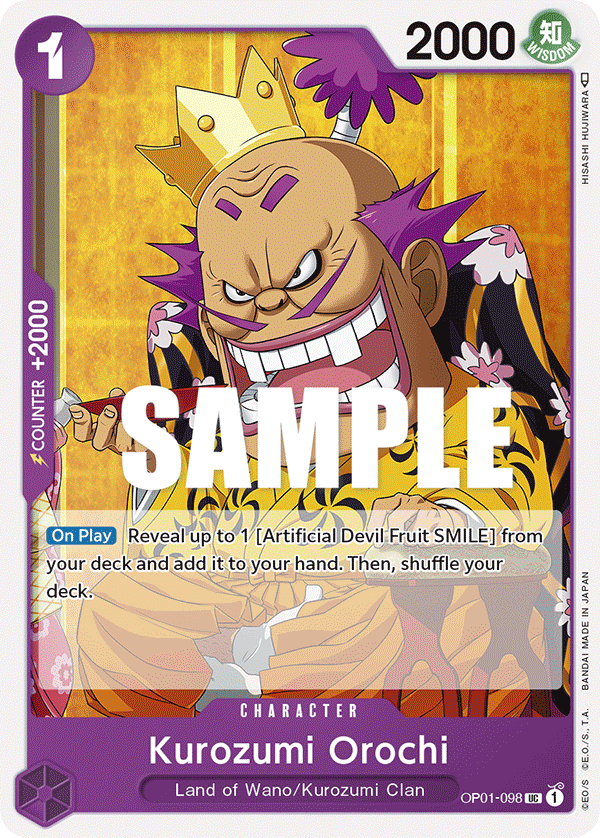 1
2000
知
WISDOM
HISASHI HUJIWARA
COUNTER +2000
SAMPLE
On Play Reveal up to 1 [Artificial Devil Fruit SMILE] from
your deck and add it to your hand. Then, shuffle your
deck.
BANDAI MADE IN JAPAN
©EO/S ©E.O./S., T.A.
CHARACTER
Kurozumi Orochi
Land of Wano/Kurozumi Clan
OP01-098 UC 1